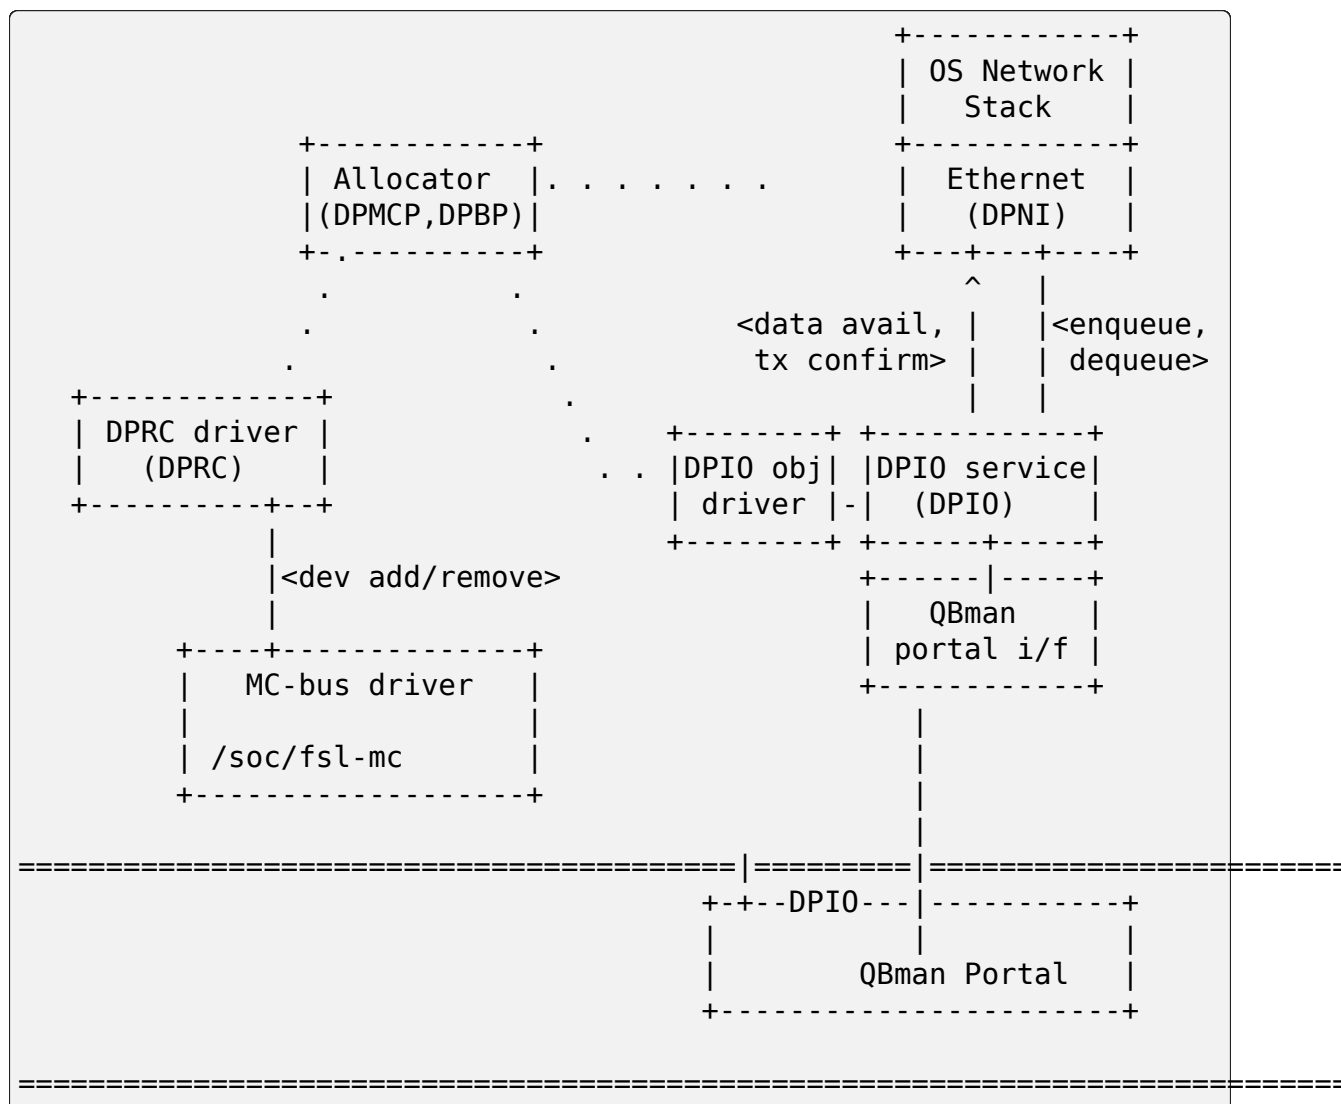 +------------+
                                                   | OS Network |
                                                   |   Stack    |
                 +------------+                    +------------+
                 | Allocator  |. . . . . . .       |  Ethernet  |
                 |(DPMCP,DPBP)|                    |   (DPNI)   |
                 +-.----------+                    +---+---+----+
                  .          .                         ^   |
                 .            .           <data avail, |   |<enqueue,
                .              .           tx confirm> |   | dequeue>
    +-------------+             .                      |   |
    | DPRC driver |              .    +--------+ +------------+
    |   (DPRC)    |               . . |DPIO obj| |DPIO service|
    +----------+--+                   | driver |-|  (DPIO)    |
               |                      +--------+ +------+-----+
               |<dev add/remove>                 +------|-----+
               |                                 |   QBman    |
          +----+--------------+                  | portal i/f |
          |   MC-bus driver   |                  +------------+
          |                   |                     |
          | /soc/fsl-mc       |                     |
          +-------------------+                     |
                                                    |
 =========================================|=========|========================
                                        +-+--DPIO---|-----------+
                                        |           |           |
                                        |        QBman Portal   |
                                        +-----------------------+

 ============================================================================